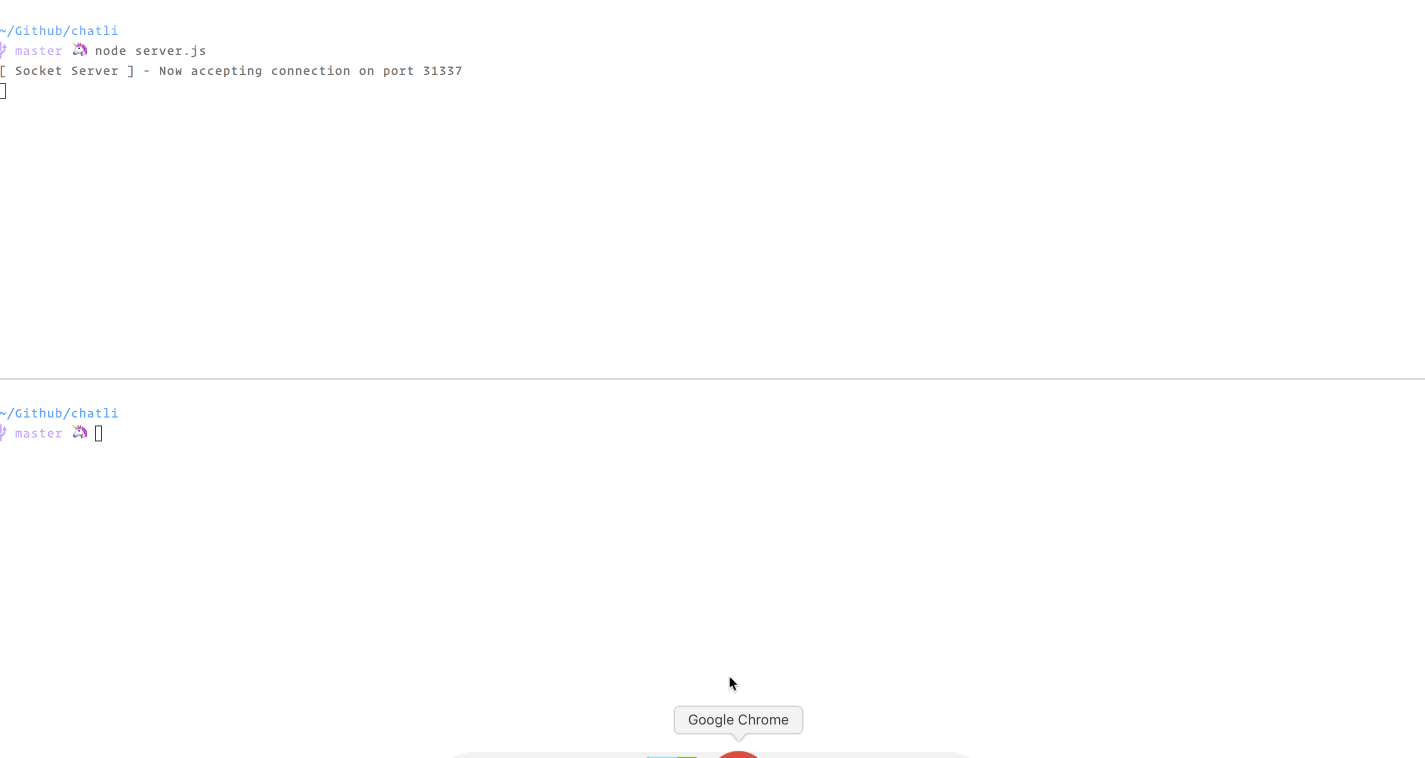 ~/Github/chatli
master 🦄 node server.js
[ Socket Server ] - Now accepting connection on port 31337
~/Github/chatli
master 🦄
Google Chrome